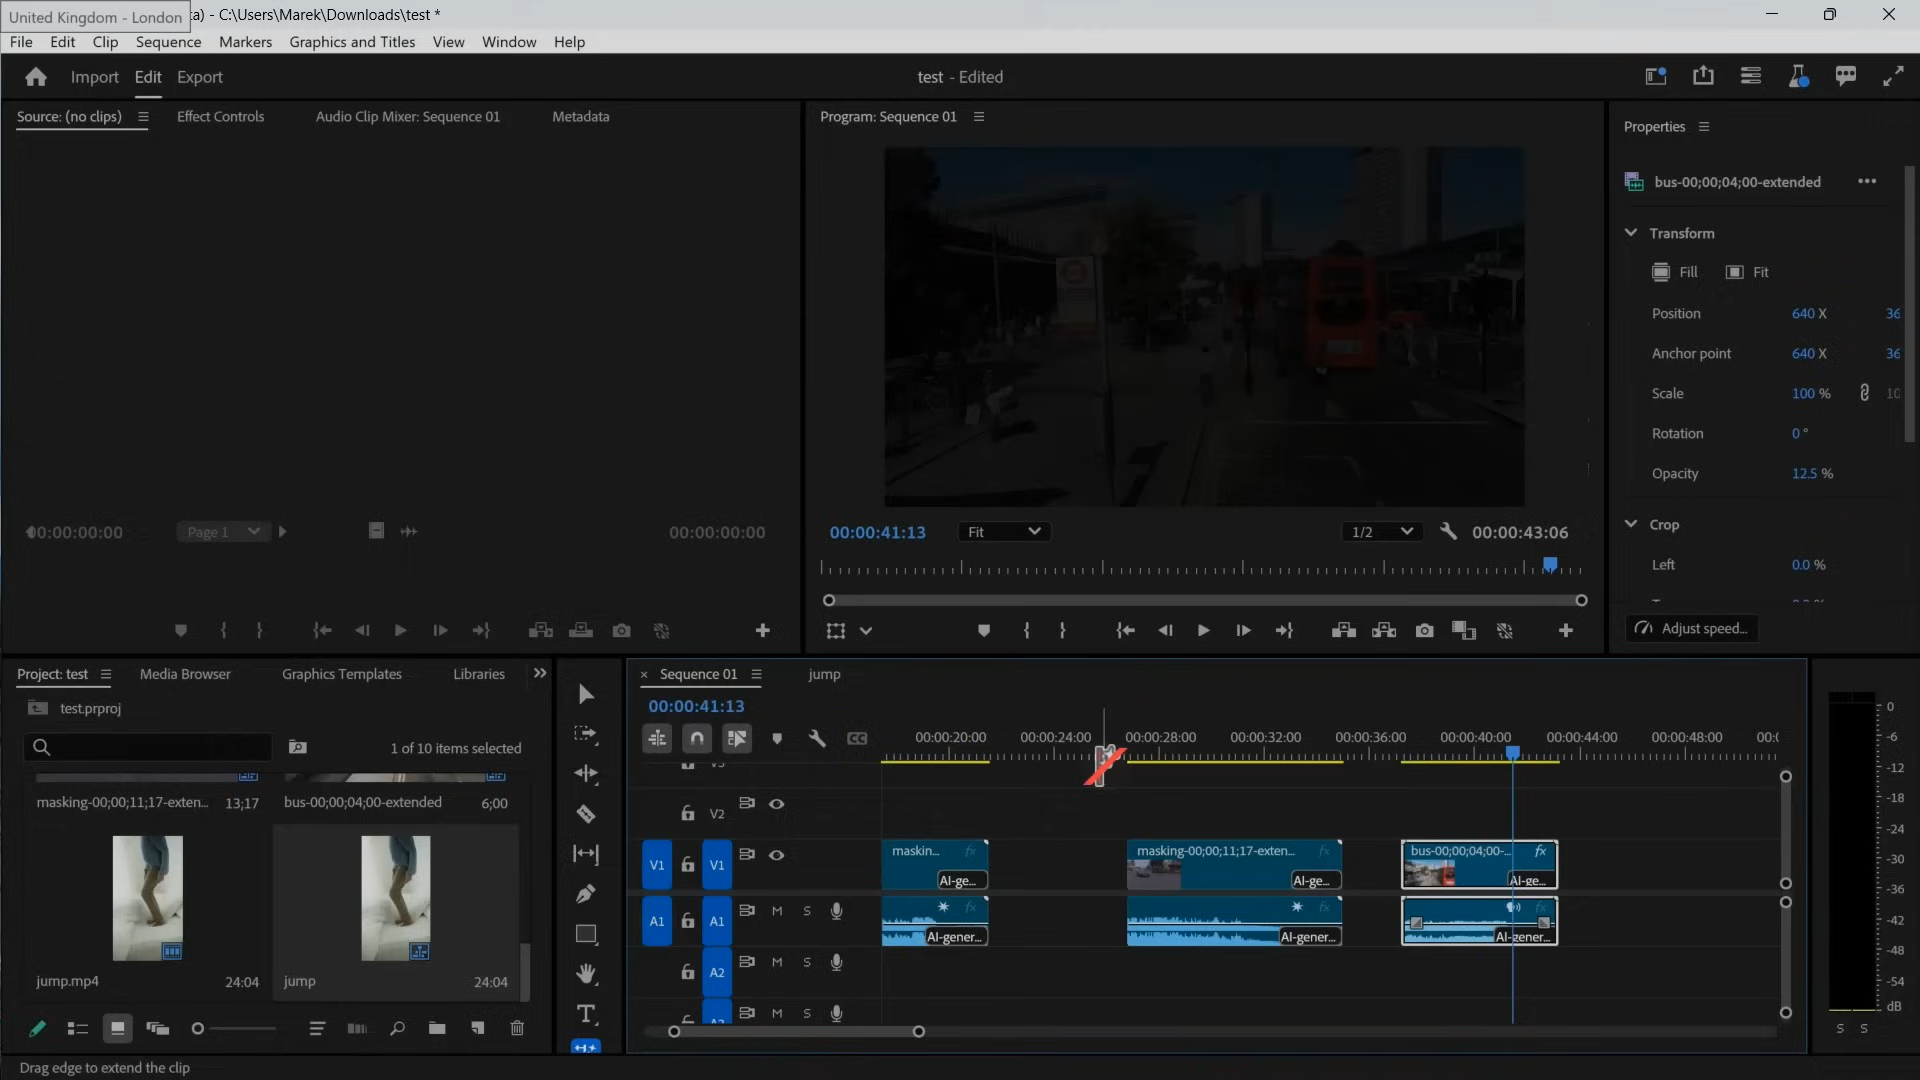 United Kingdom - London
ta) - C:\Users\Marek\Downloads\test *
File Edit Clip Sequence Markers Graphics and Titles View Window Help
Import Edit Export
test - Edited
Source: (no clips) Effect Controls Audio Clip Mixer: Sequence 01 Metadata
Program: Sequence 01
Properties
bus-00;00;04;00-extended
Transform
Fill Fit
Position 640 X 36
Anchor point 640 X 36
Scale 100 % 10
Rotation 0 °
Opacity 12.5 %
Crop
Left 0.0 %
Adjust speed...
00:00:00:00 Page 1 00:00:00:00
00:00:41:13 Fit 1/2 00:00:43:06
Project: test Media Browser Graphics Templates Libraries
test.prproj
1 of 10 items selected
masking-00;00;11;17-exten... 13;17
bus-00;00;04;00-extended 6;00
jump.mp4 24:04
jump 24:04
Sequence 01 jump
00:00:41:13
CC
00:00:20:00 00:00:24:00 00:00:28:00 00:00:32:00 00:00:36:00 00:00:40:00 00:00:44:00 00:00:48:00 00:(
V3
V2
V1 V1
maskin... fx
AI-ge...
masking-00;00;11;17-exten... fx
AI-ge...
bus-00;00;04;00-... fx
AI-ge...
A1 A1 M S
fx
AI-gener...
fx
AI-gener...
fx
AI-gener...
A2 M S
A3 M S
T
0
-6
-12
-18
-24
-30
-36
-42
-48
-54
dB
S S
Drag edge to extend the clip